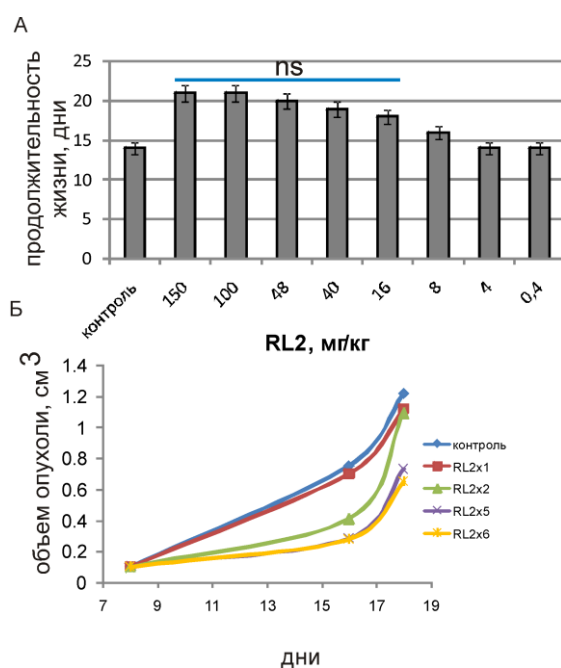 А
ns
продолжительность
жизни, дни
25
20
15
10
5
0
контроль
150
100
48
40
16
8
4
0,4
RL2, мг/кг
Б
объем опухоли, см 3
1.4
1.2
1
0.8
0.6
0.4
0.2
0
7
9
11
13
15
17
19
дни
контроль
RL2x1
RL2x2
RL2x5
RL2x6